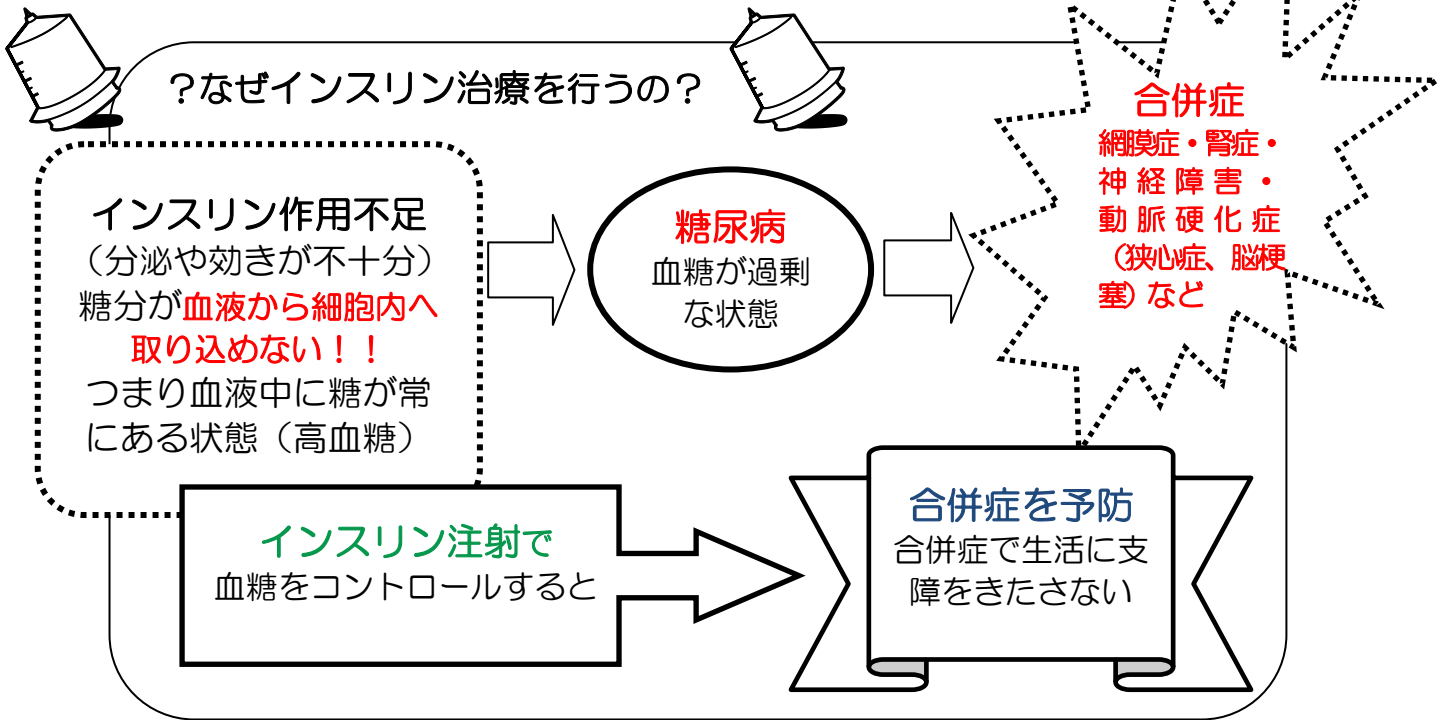 ?なぜインスリン治療を行うの?
インスリン作用不足
(分泌や効きが不十分)
糖分が血液から細胞内へ
取り込めない!!
つまり血液中に糖が常
にある状態(高血糖)
糖尿病
血糖が過剰
な状態
合併症
網膜症・腎症・
神経障害・
動脈硬化症
(狭心症、脳梗
塞)など
インスリン注射で
血糖をコントロールすると
合併症を予防
合併症で生活に支
障をきたさない